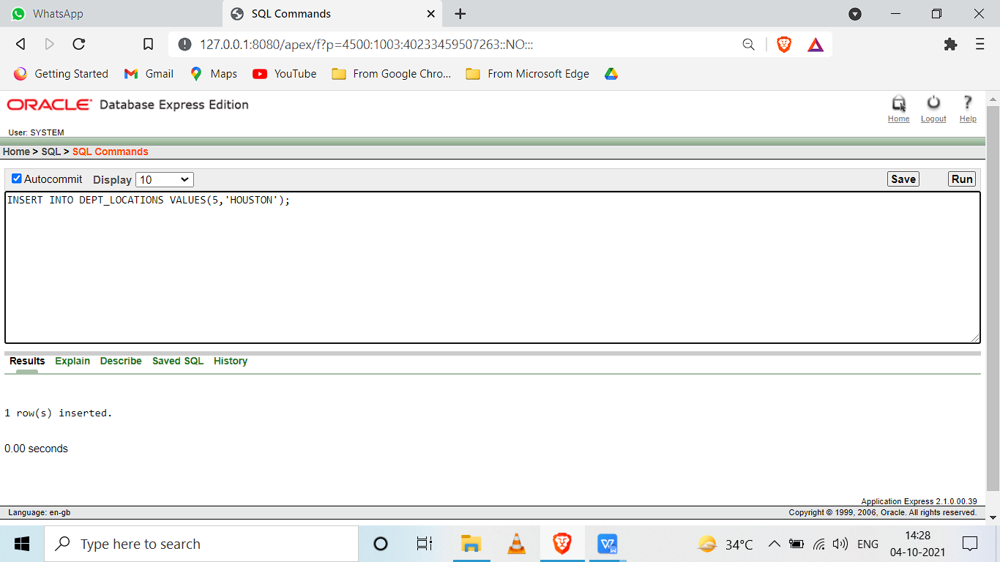 WhatsApp
SQL Commands
127.0.0.1:8080/apex/f?p=4500:1003:40233459507263::NO:::
Getting Started Gmail Maps YouTube From Google Chro... From Microsoft Edge
ORACLE Database Express Edition
Home Logout Help
User: SYSTEM
Home > SQL > SQL Commands
Autocommit Display 10 Save Run
INSERT INTO DEPT_LOCATIONS VALUES(5,'HOUSTON');
Results Explain Describe Saved SQL History
1 row(s) inserted.
0.00 seconds
Application Express 2.1.0.00.39
Language: en-gb Copyright © 1999, 2006, Oracle. All rights reserved.
Type here to search 34°C ENG 14:28
04-10-2021